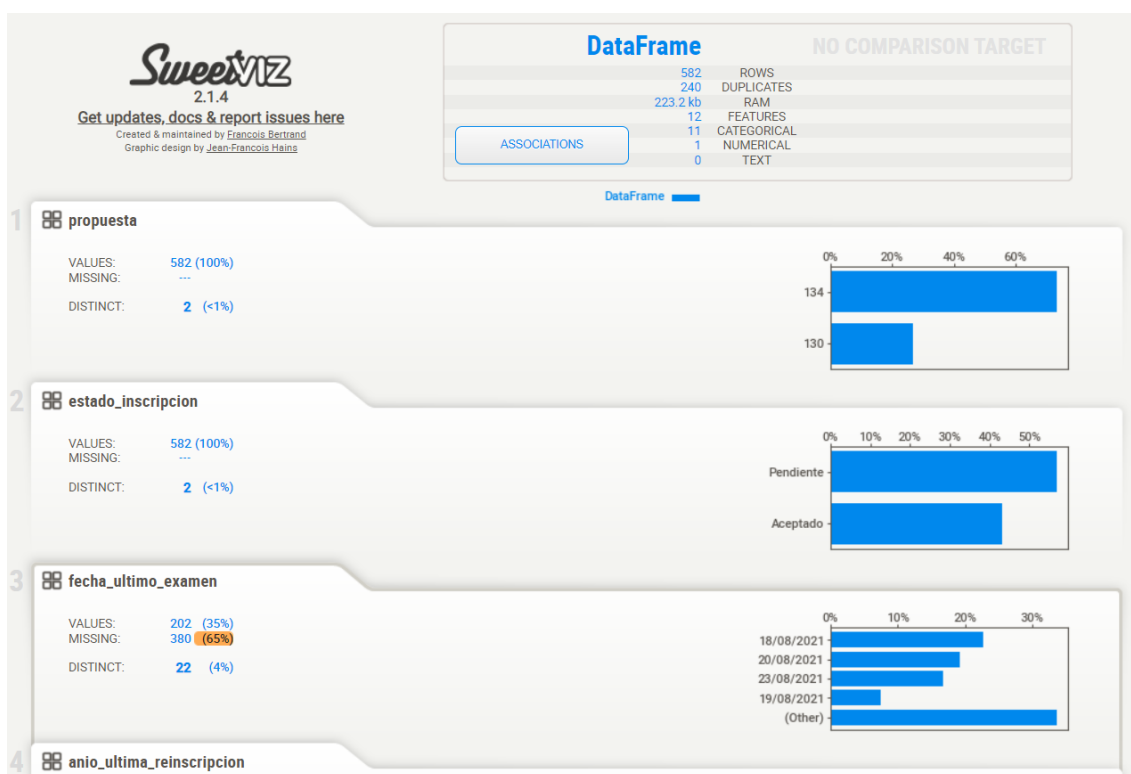 SweetVIZ
2.1.4
Get updates, docs & report issues here
Created & maintained by Francois Bertrand
Graphic design by Jean-Francois Hains
DataFrame
NO COMPARISON TARGET
582 ROWS
240 DUPLICATES
223.2 kb RAM
12 FEATURES
11 CATEGORICAL
1 NUMERICAL
0 TEXT
ASSOCIATIONS
DataFrame
1 propuesta
VALUES: 582 (100%)
MISSING: ---
DISTINCT: 2 (<1%)
0% 20% 40% 60%
134
130
2 estado_inscripcion
VALUES: 582 (100%)
MISSING: ---
DISTINCT: 2 (<1%)
0% 10% 20% 30% 40% 50%
Pendiente
Aceptado
3 fecha_ultimo_examen
VALUES: 202 (35%)
MISSING: 380 (65%)
DISTINCT: 22 (4%)
0% 10% 20% 30%
18/08/2021
20/08/2021
23/08/2021
19/08/2021
(Other)
4 anio_ultima_reinscripcion